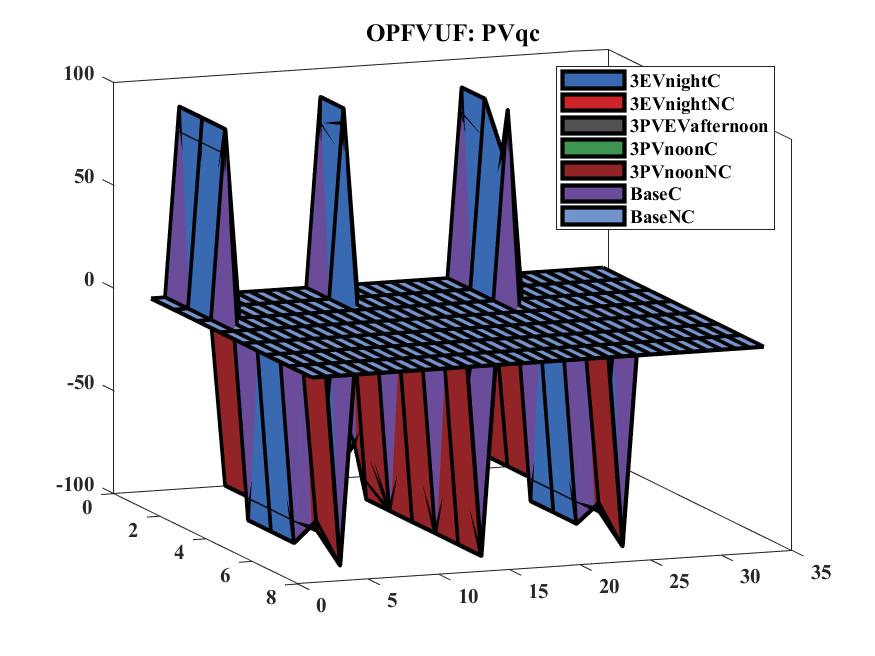 OPFVUF: PVqc
100
50
0
-50
-100
3EVnightC
3EVnightNC
3PVEVafternoon
3PVnoonC
3PVnoonNC
BaseC
BaseNC
0
2
4
6
8
0
5
10
15
20
25
30
35